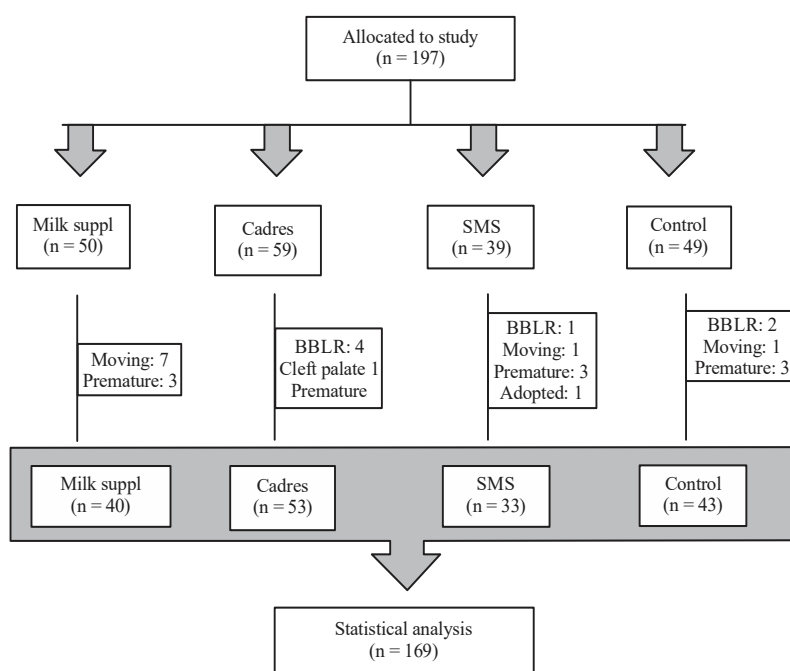 Allocated to study
(n = 197)
Milk suppl
(n = 50)
Cadres
(n = 59)
SMS
(n = 39)
Control
(n = 49)
Moving: 7
Premature: 3
BBLR: 4
Cleft palate 1
Premature
BBLR: 1
Moving: 1
Premature: 3
Adopted: 1
BBLR: 2
Moving: 1
Premature: 3
Milk suppl
(n = 40)
Cadres
(n = 53)
SMS
(n = 33)
Control
(n = 43)
Statistical analysis
n = 169